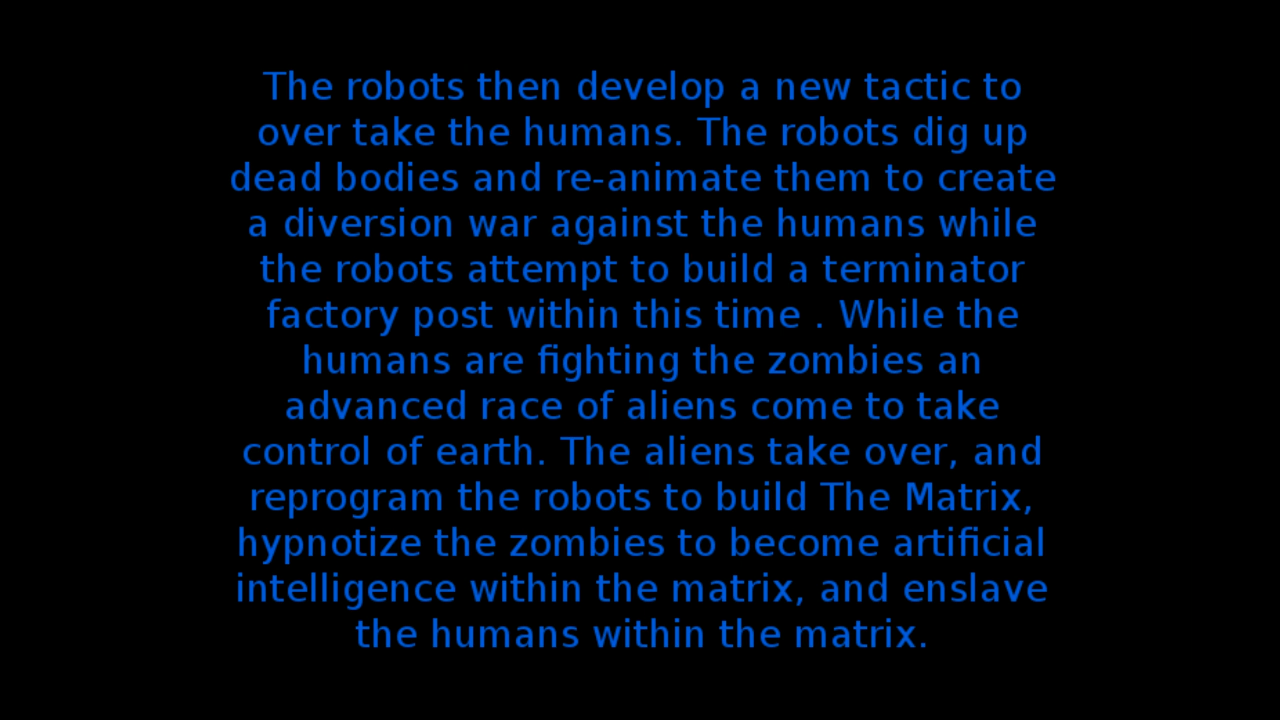 The robots then develop a new tactic to
over take the humans. The robots dig up
dead bodies and re-animate them to create
a diversion war against the humans while
the robots attempt to build a terminator
factory post within this time . While the
humans are fighting the zombies an
advanced race of aliens come to take
control of earth. The aliens take over, and
reprogram the robots to build The Matrix,
hypnotize the zombies to become artificial
intelligence within the matrix, and enslave
the humans within the matrix.